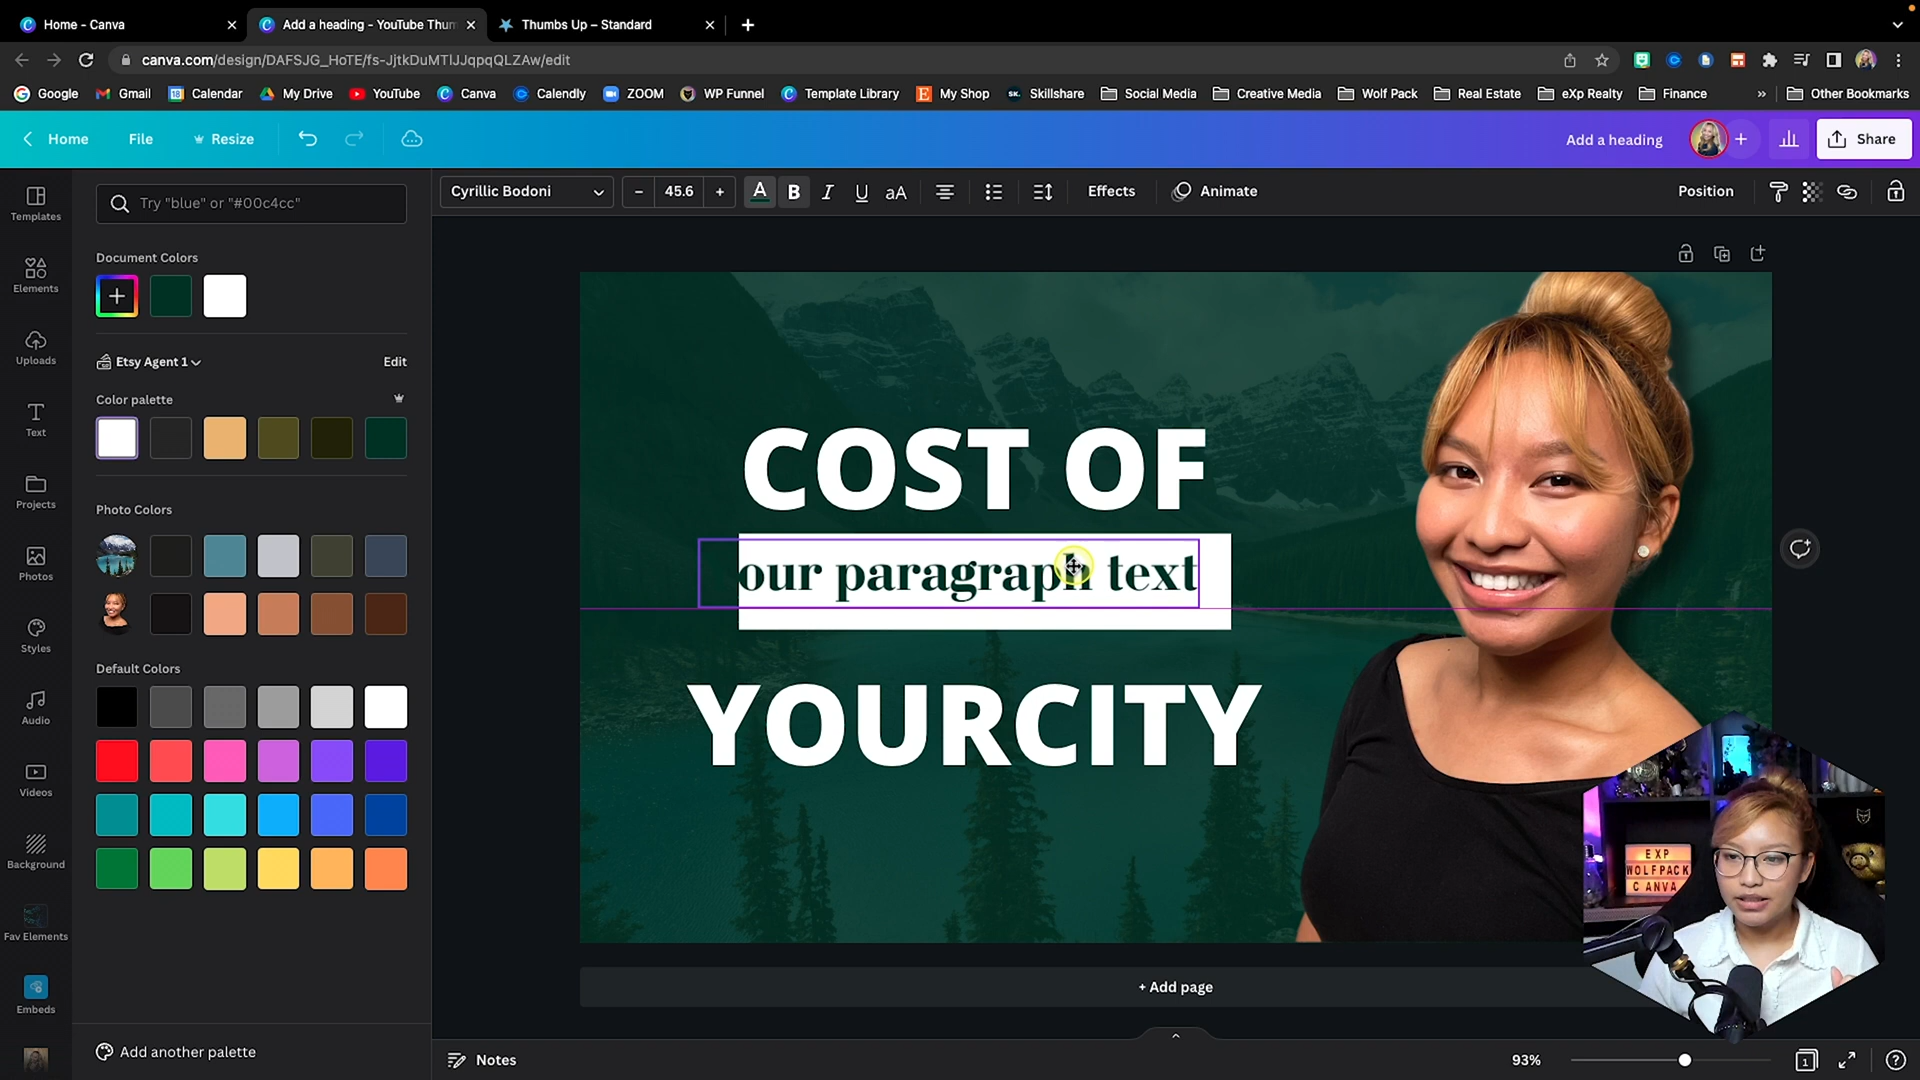 Home - Canva
Add a heading - YouTube Thum
Thumbs Up – Standard
canva.com/design/DAFSJG_HoTE/fs-JjtkDuMTlJJqpqQLZAw/edit
Google
Gmail
Calendar
My Drive
YouTube
Canva
Calendly
ZOOM
WP Funnel
Template Library
My Shop
Skillshare
Social Media
Creative Media
Wolf Pack
Real Estate
eXp Realty
Finance
»
Other Bookmarks
Home
File
Resize
Add a heading
Share
Cyrillic Bodoni
– 45.6 +
A
B
I
U
aA
Effects
Animate
Position
Templates
Elements
Uploads
Text
Projects
Photos
Styles
Audio
Videos
Background
Fav Elements
Embeds
Try "blue" or "#00c4cc"
Document Colors
Etsy Agent 1
Edit
Color palette
Photo Colors
Default Colors
Add another palette
COST OF
our paragraph text
YOURCITY
EXP
WOLFPACK
CANVA
+ Add page
Notes
93%
1
?